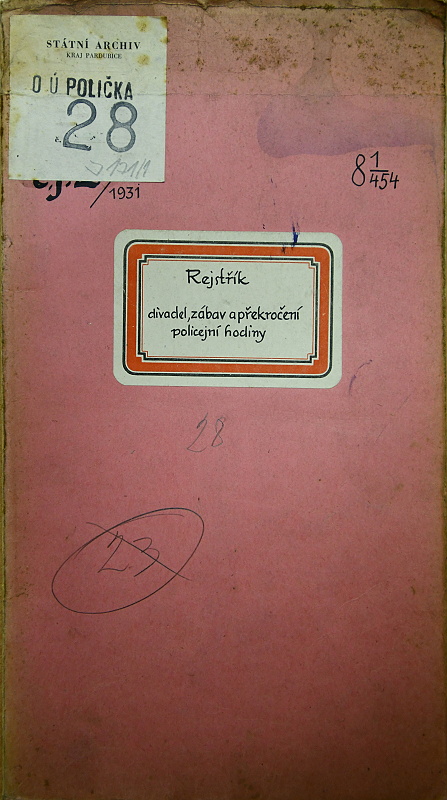 STÁTNÍ ARCHIV
KRAJ PARDUBICE
O Ú POLIČKA
28
1931
8 1/454
Rejstřík
divadel, zábav a překročení
policejní hodiny
28
23